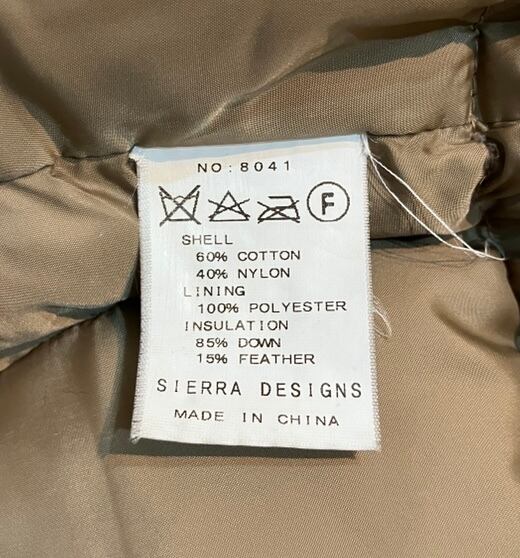 NO:8041
F
SHELL
60% COTTON
40% NYLON
LINING
100% POLYESTER
INSULATION
85% DOWN
15% FEATHER
SIERRA DESIGNS
MADE IN CHINA